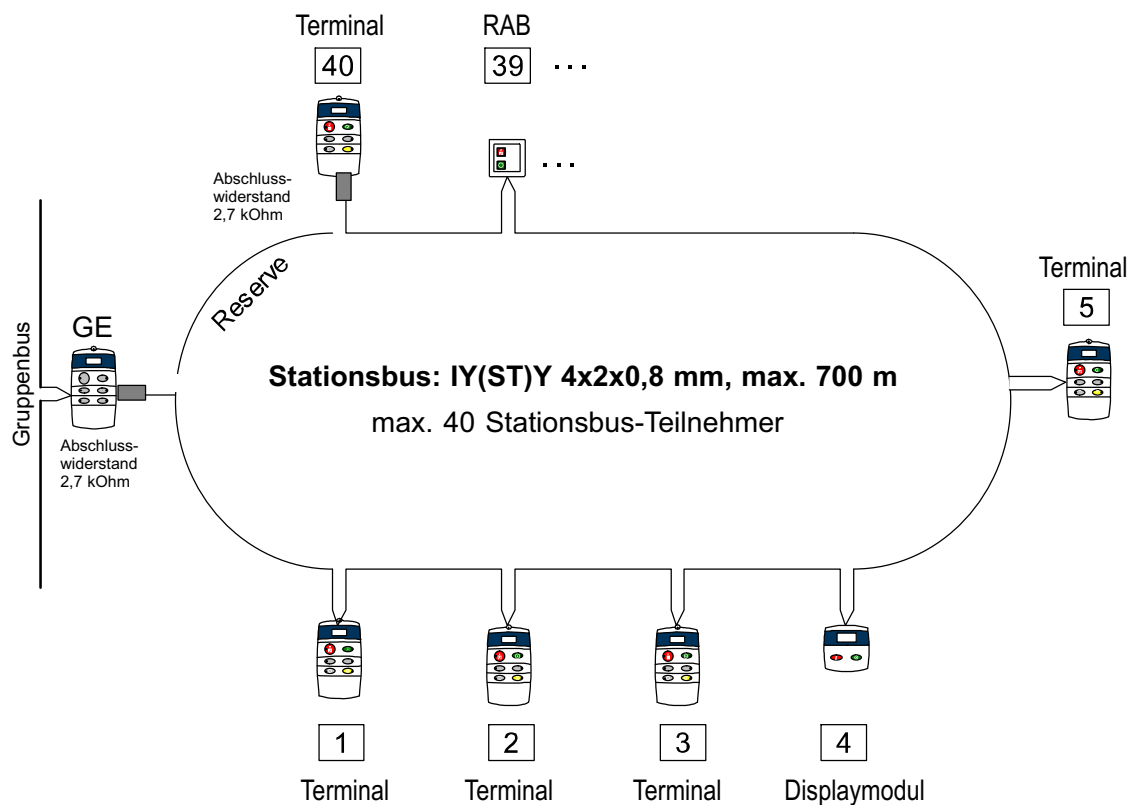 Terminal
RAB
40
39
...
...
Abschluss-
widerstand
2,7 kOhm
Reserve
Terminal
5
GE
Gruppenbus
Stationsbus: IY(ST)Y 4x2x0,8 mm, max. 700 m
max. 40 Stationsbus-Teilnehmer
Abschluss-
widerstand
2,7 kOhm
1
2
3
4
Terminal
Terminal
Terminal
Displaymodul